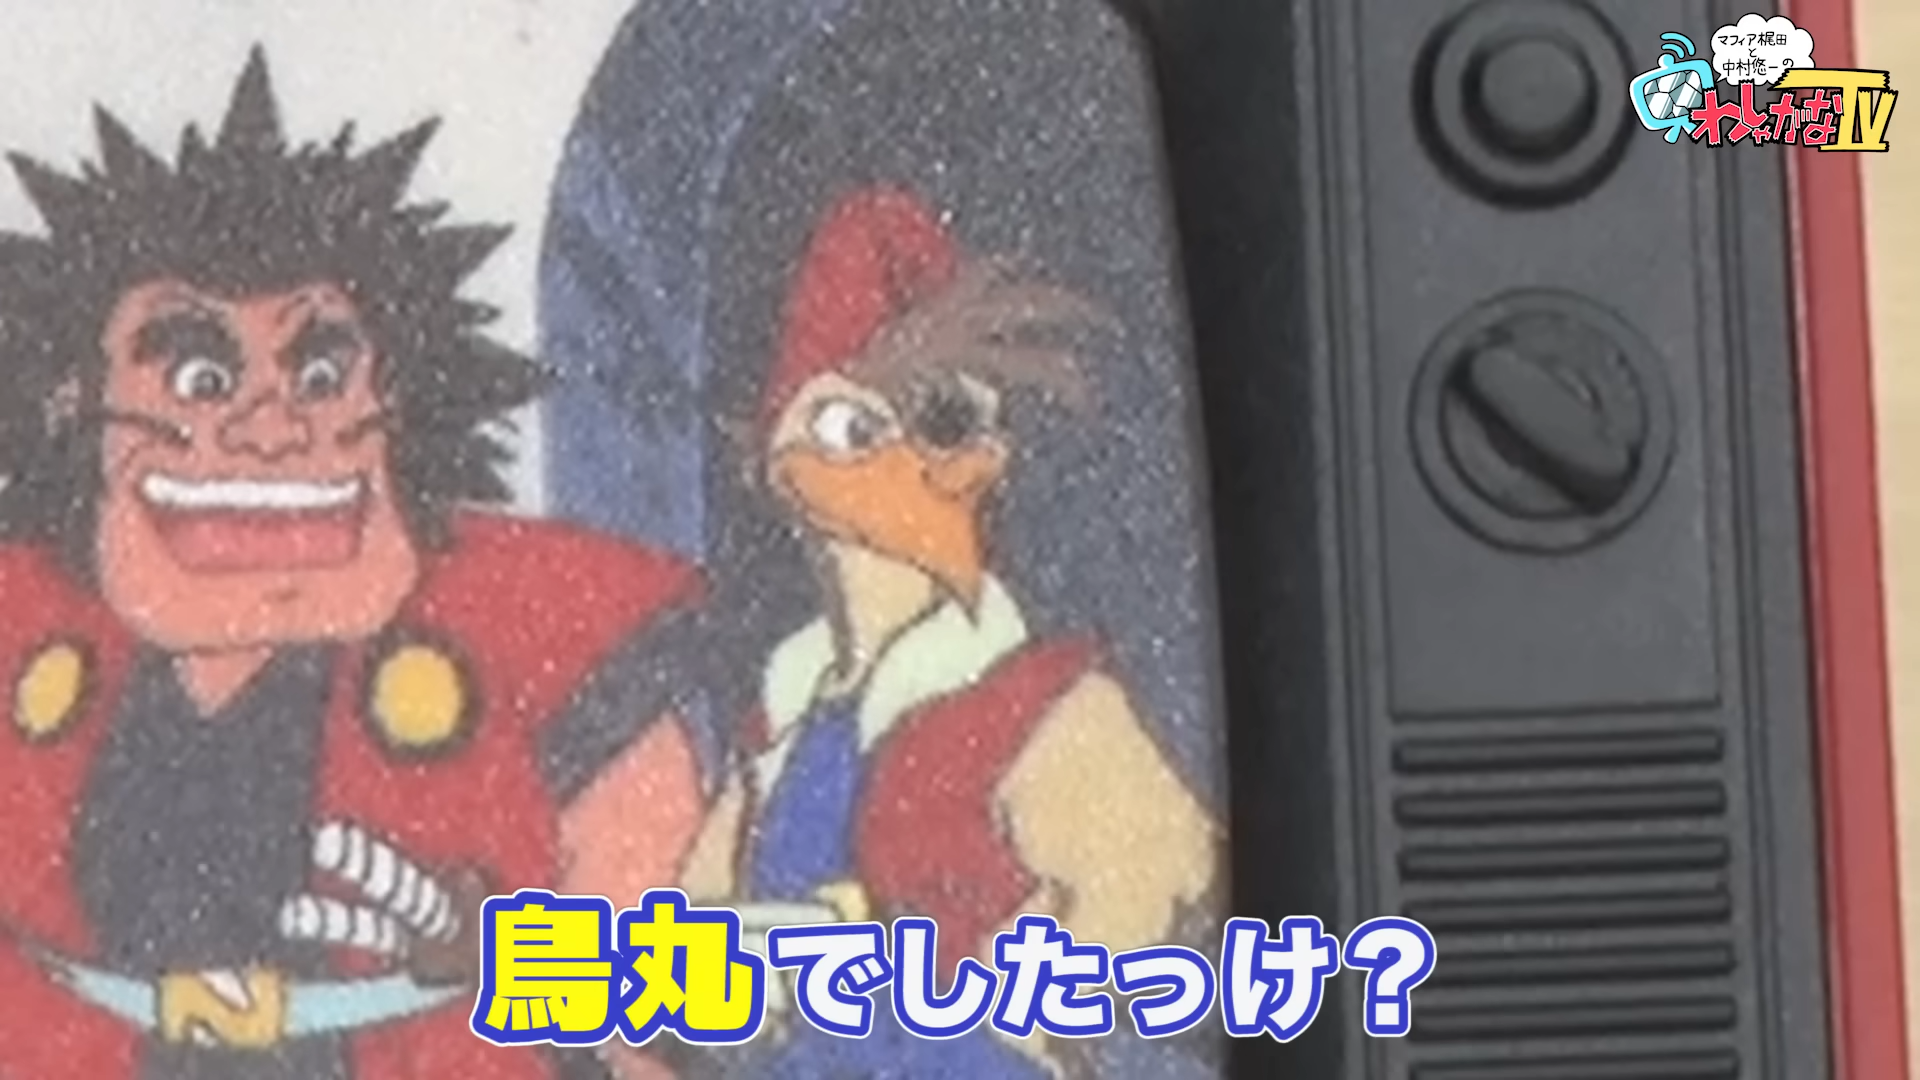 マフィア梶田
と
中村悠一の
わしゃがなTV
N
鳥丸でしたっけ？